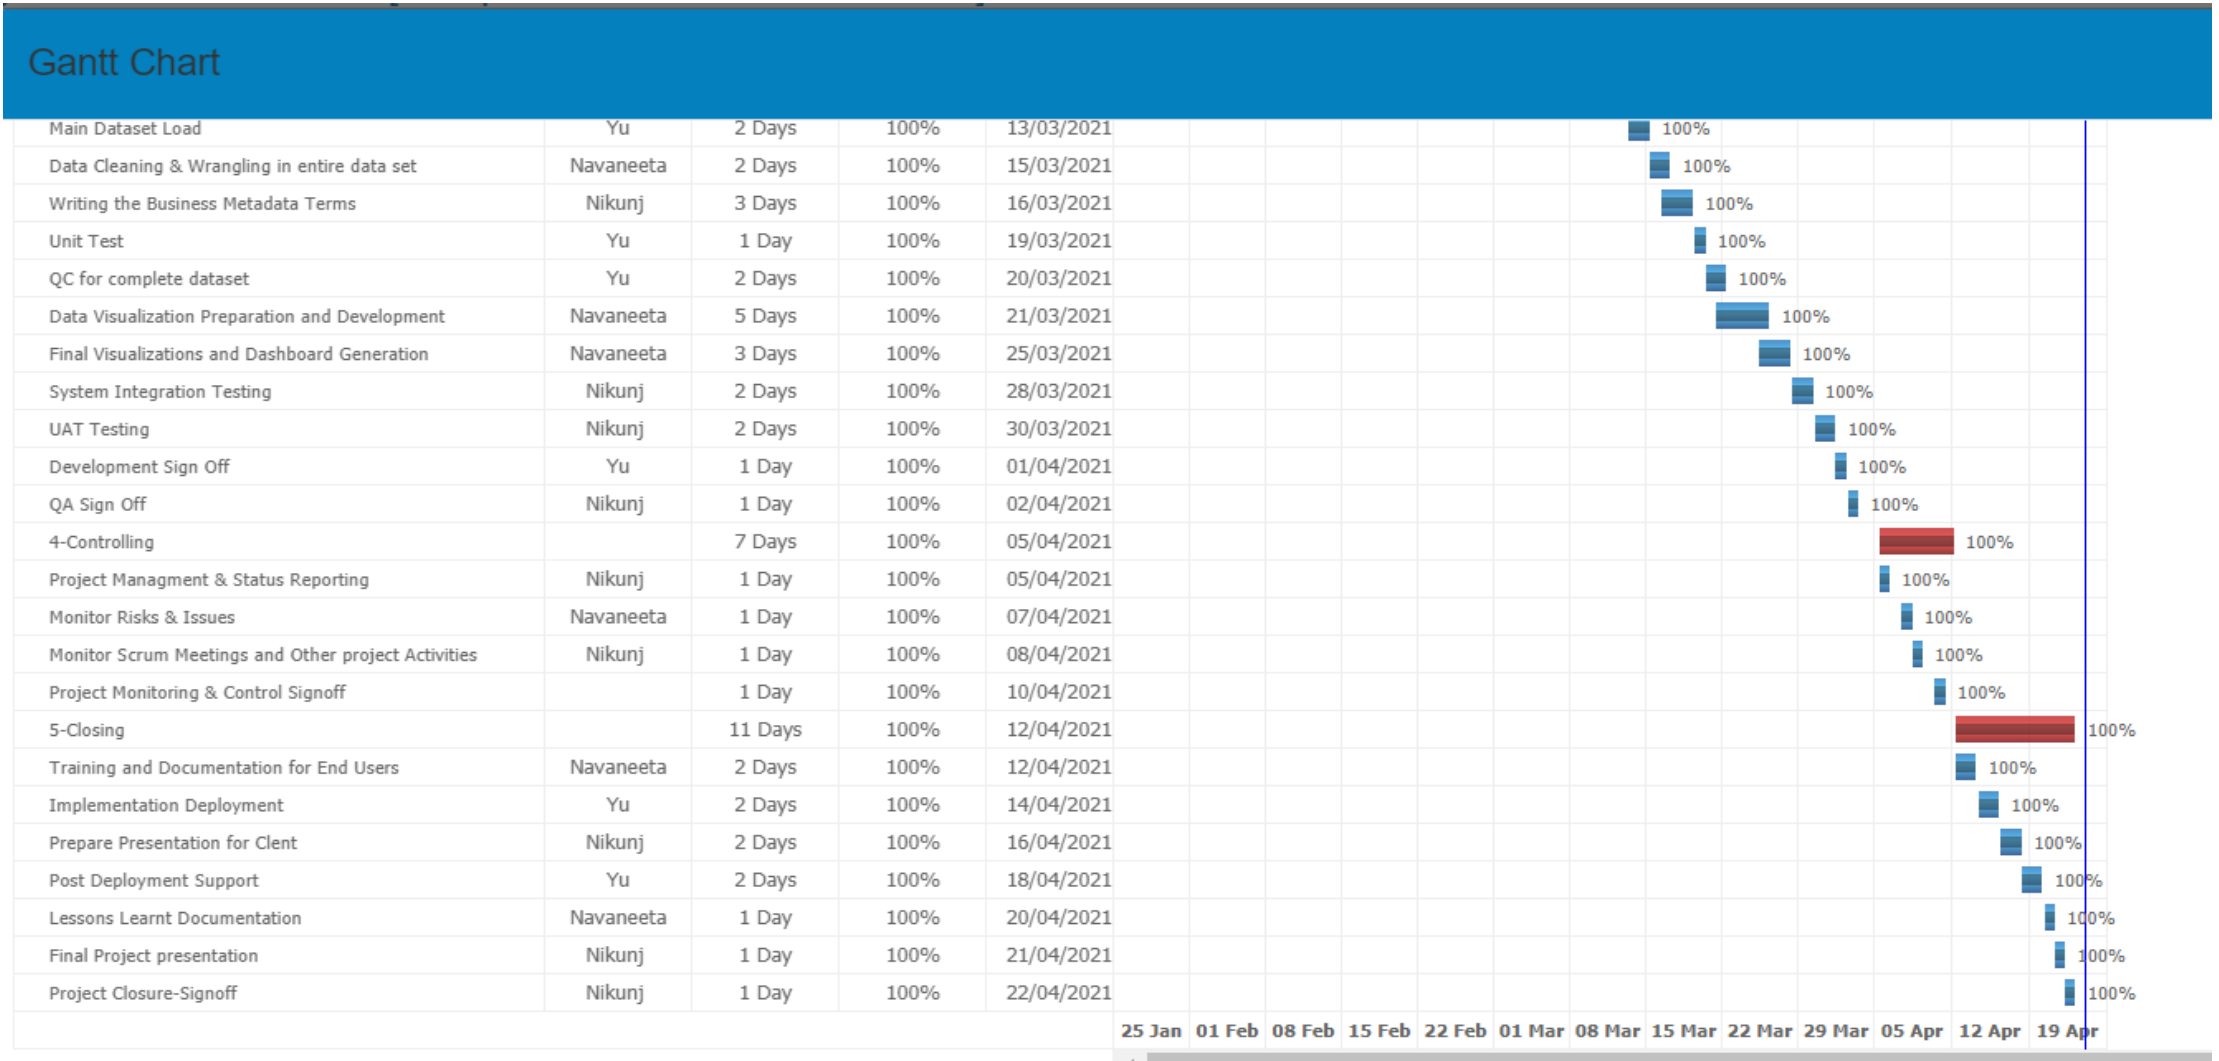 Gantt Chart
Main Dataset Load Yu 2 Days 100% 13/03/2021 100%
Data Cleaning & Wrangling in entire data set Navaneeta 2 Days 100% 15/03/2021 100%
Writing the Business Metadata Terms Nikunj 3 Days 100% 16/03/2021 100%
Unit Test Yu 1 Day 100% 19/03/2021 100%
QC for complete dataset Yu 2 Days 100% 20/03/2021 100%
Data Visualization Preparation and Development Navaneeta 5 Days 100% 21/03/2021 100%
Final Visualizations and Dashboard Generation Navaneeta 3 Days 100% 25/03/2021 100%
System Integration Testing Nikunj 2 Days 100% 28/03/2021 100%
UAT Testing Nikunj 2 Days 100% 30/03/2021 100%
Development Sign Off Yu 1 Day 100% 01/04/2021 100%
QA Sign Off Nikunj 1 Day 100% 02/04/2021 100%
4-Controlling 7 Days 100% 05/04/2021 100%
Project Managment & Status Reporting Nikunj 1 Day 100% 05/04/2021 100%
Monitor Risks & Issues Navaneeta 1 Day 100% 07/04/2021 100%
Monitor Scrum Meetings and Other project Activities Nikunj 1 Day 100% 08/04/2021 100%
Project Monitoring & Control Signoff 1 Day 100% 10/04/2021 100%
5-Closing 11 Days 100% 12/04/2021 100%
Training and Documentation for End Users Navaneeta 2 Days 100% 12/04/2021 100%
Implementation Deployment Yu 2 Days 100% 14/04/2021 100%
Prepare Presentation for Clent Nikunj 2 Days 100% 16/04/2021 100%
Post Deployment Support Yu 2 Days 100% 18/04/2021 100%
Lessons Learnt Documentation Navaneeta 1 Day 100% 20/04/2021 100%
Final Project presentation Nikunj 1 Day 100% 21/04/2021 100%
Project Closure-Signoff Nikunj 1 Day 100% 22/04/2021 100%
25 Jan 01 Feb 08 Feb 15 Feb 22 Feb 01 Mar 08 Mar 15 Mar 22 Mar 29 Mar 05 Apr 12 Apr 19 Apr